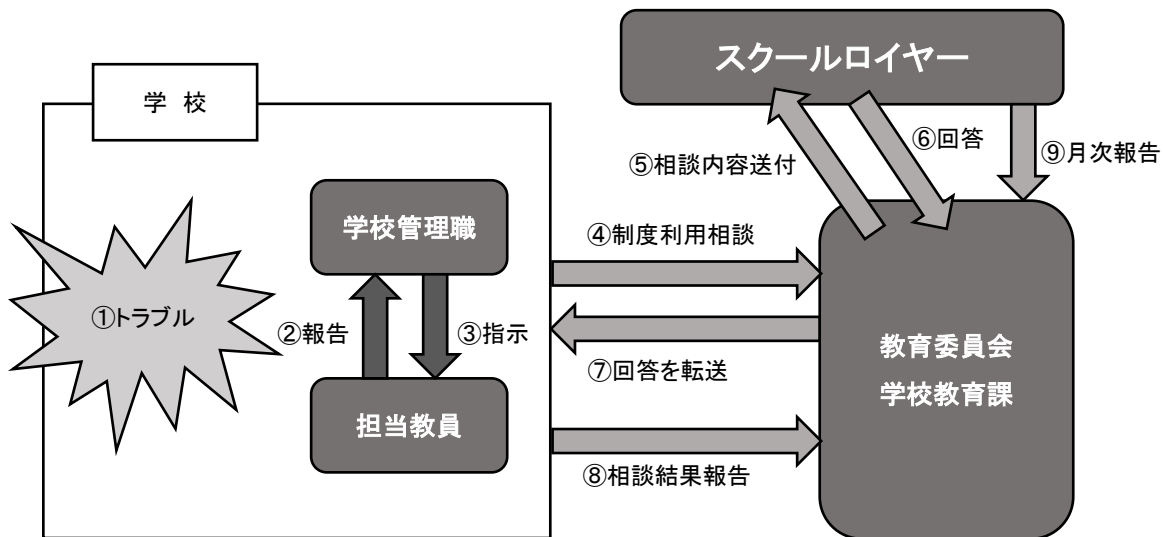 スクールロイヤー
学 校
⑥回答
⑤相談内容送付
⑨月次報告
学校管理職
④制度利用相談
①トラブル
②報告
③指示
教育委員会
学校教育課
⑦回答を転送
担当教員
⑧相談結果報告